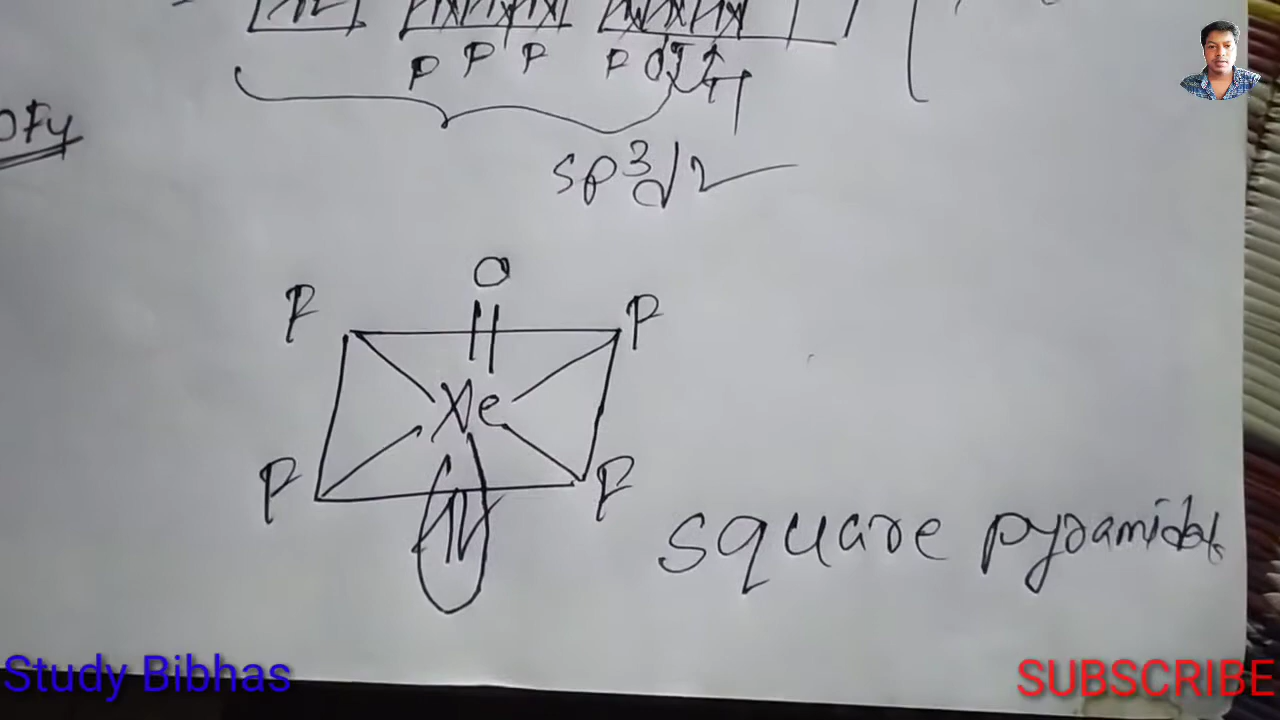 F F F F
OF4
sp3d2
O
F F
Xe
F F
square pyramidal
Study Bibhas SUBSCRIBE